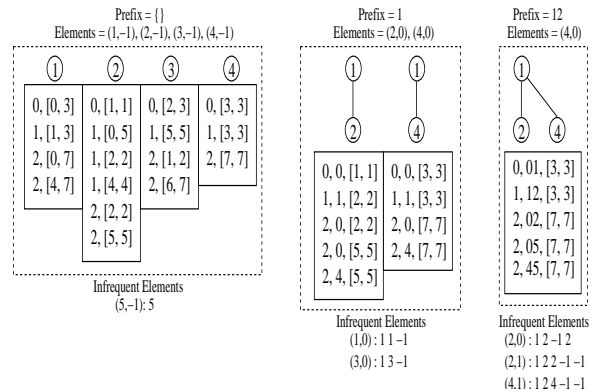 Prefix = {}
Elements = (1,−1), (2,−1), (3,−1), (4,−1)
1 2 3 4
0, [0, 3] 0, [1, 1] 0, [2, 3] 0, [3, 3]
1, [1, 3] 1, [0, 5] 1, [5, 5] 1, [3, 3]
2, [0, 7] 1, [2, 2] 2, [1, 2] 2, [7, 7]
2, [4, 7] 1, [4, 4] 2, [6, 7]
2, [2, 2]
2, [5, 5]
Infrequent Elements
(5,−1): 5
Prefix = 1
Elements = (2,0), (4,0)
1 1
2 4
0, 0, [1, 1] 0, 0, [3, 3]
1, 1, [2, 2] 1, 1, [3, 3]
2, 0, [2, 2] 2, 0, [7, 7]
2, 0, [5, 5] 2, 4, [7, 7]
2, 4, [5, 5]
Infrequent Elements
(1,0) : 1 1 −1
(3,0) : 1 3 −1
Prefix = 12
Elements = (4,0)
1
2 4
0, 01, [3, 3]
1, 12, [3, 3]
2, 02, [7, 7]
2, 05, [7, 7]
2, 45, [7, 7]
Infrequent Elements
(2,0) : 1 2 −1 2
(2,1) : 1 2 2 −1 −1
(4,1) : 1 2 4 −1 −1